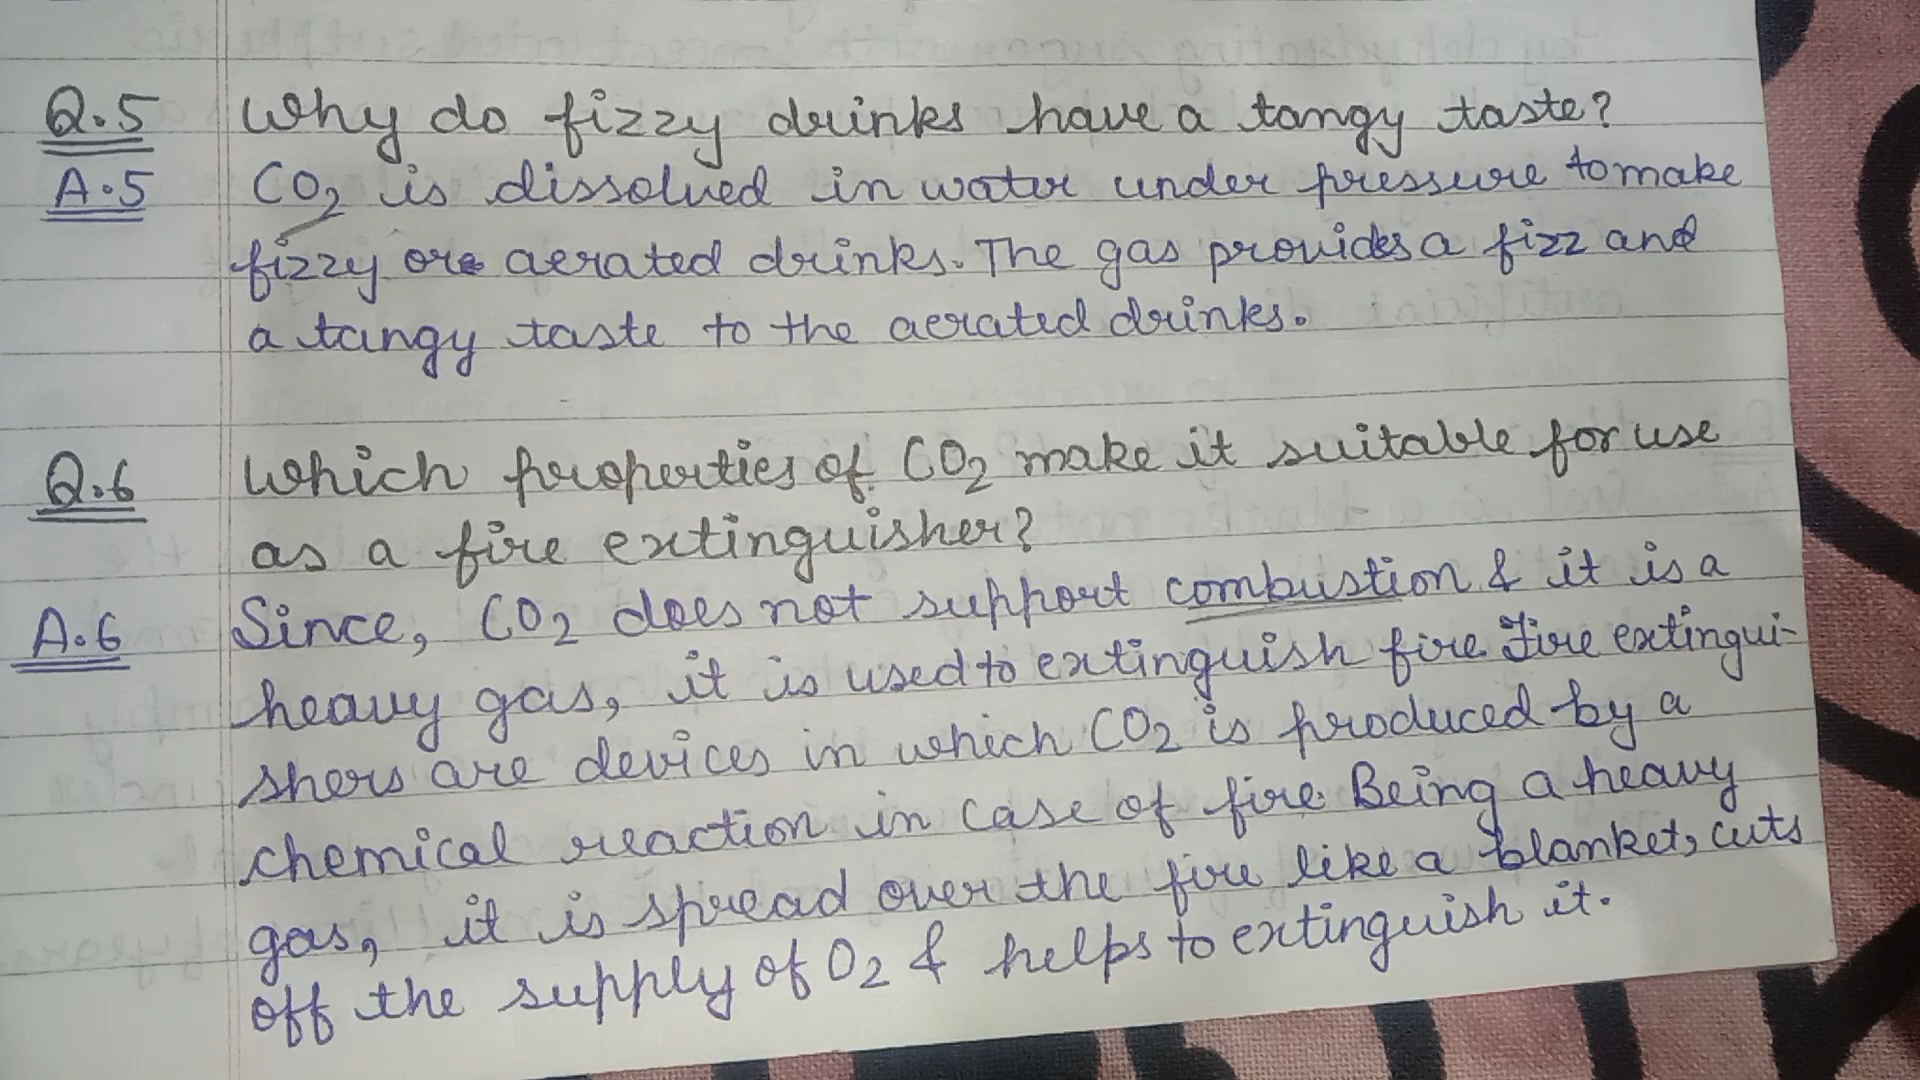 Q.5 Why do fizzy drinks have a tangy taste?
A.5 CO2 is dissolved in water under pressure to make
fizzy or aerated drinks. The gas provides a fizz and
a tangy taste to the aerated drinks.
Q.6 Which properties of CO2 make it suitable for use
as a fire extinguisher?
A.6 Since, CO2 does not support combustion & it is a
heavy gas, it is used to extinguish fire. Fire extingui-
shers are devices in which CO2 is produced by a
chemical reaction in case of fire. Being a heavy
gas, it is spread over the fire like a blanket, cuts
off the supply of O2 & helps to extinguish it.